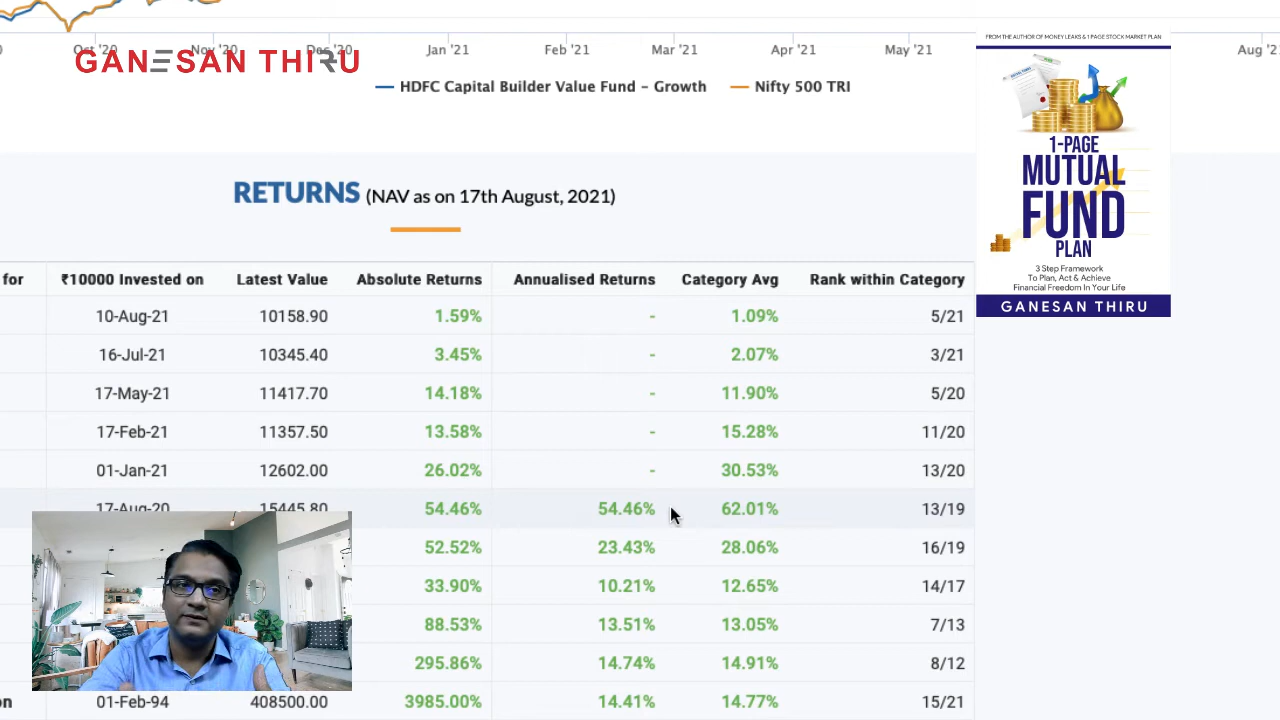 0 Oct '20 Nov '20 Dec '20 Jan '21 Feb '21 Mar '21 Apr '21 May '21 Aug '2
GANESAN THIRU
HDFC Capital Builder Value Fund – Growth Nifty 500 TRI
FROM THE AUTHOR OF MONEY LEAKS & 1 PAGE STOCK MARKET PLAN
1-PAGE
MUTUAL
FUND
PLAN
3 Step Framework
To Plan, Act & Achieve
Financial Freedom In Your Life
GANESAN THIRU
RETURNS (NAV as on 17th August, 2021)
for ₹10000 Invested on Latest Value Absolute Returns Annualised Returns Category Avg Rank within Category
10-Aug-21 10158.90 1.59% - 1.09% 5/21
16-Jul-21 10345.40 3.45% - 2.07% 3/21
17-May-21 11417.70 14.18% - 11.90% 5/20
17-Feb-21 11357.50 13.58% - 15.28% 11/20
01-Jan-21 12602.00 26.02% - 30.53% 13/20
17-Aug-20 15445.80 54.46% 54.46% 62.01% 13/19
52.52% 23.43% 28.06% 16/19
33.90% 10.21% 12.65% 14/17
88.53% 13.51% 13.05% 7/13
295.86% 14.74% 14.91% 8/12
on 01-Feb-94 408500.00 3985.00% 14.41% 14.77% 15/21